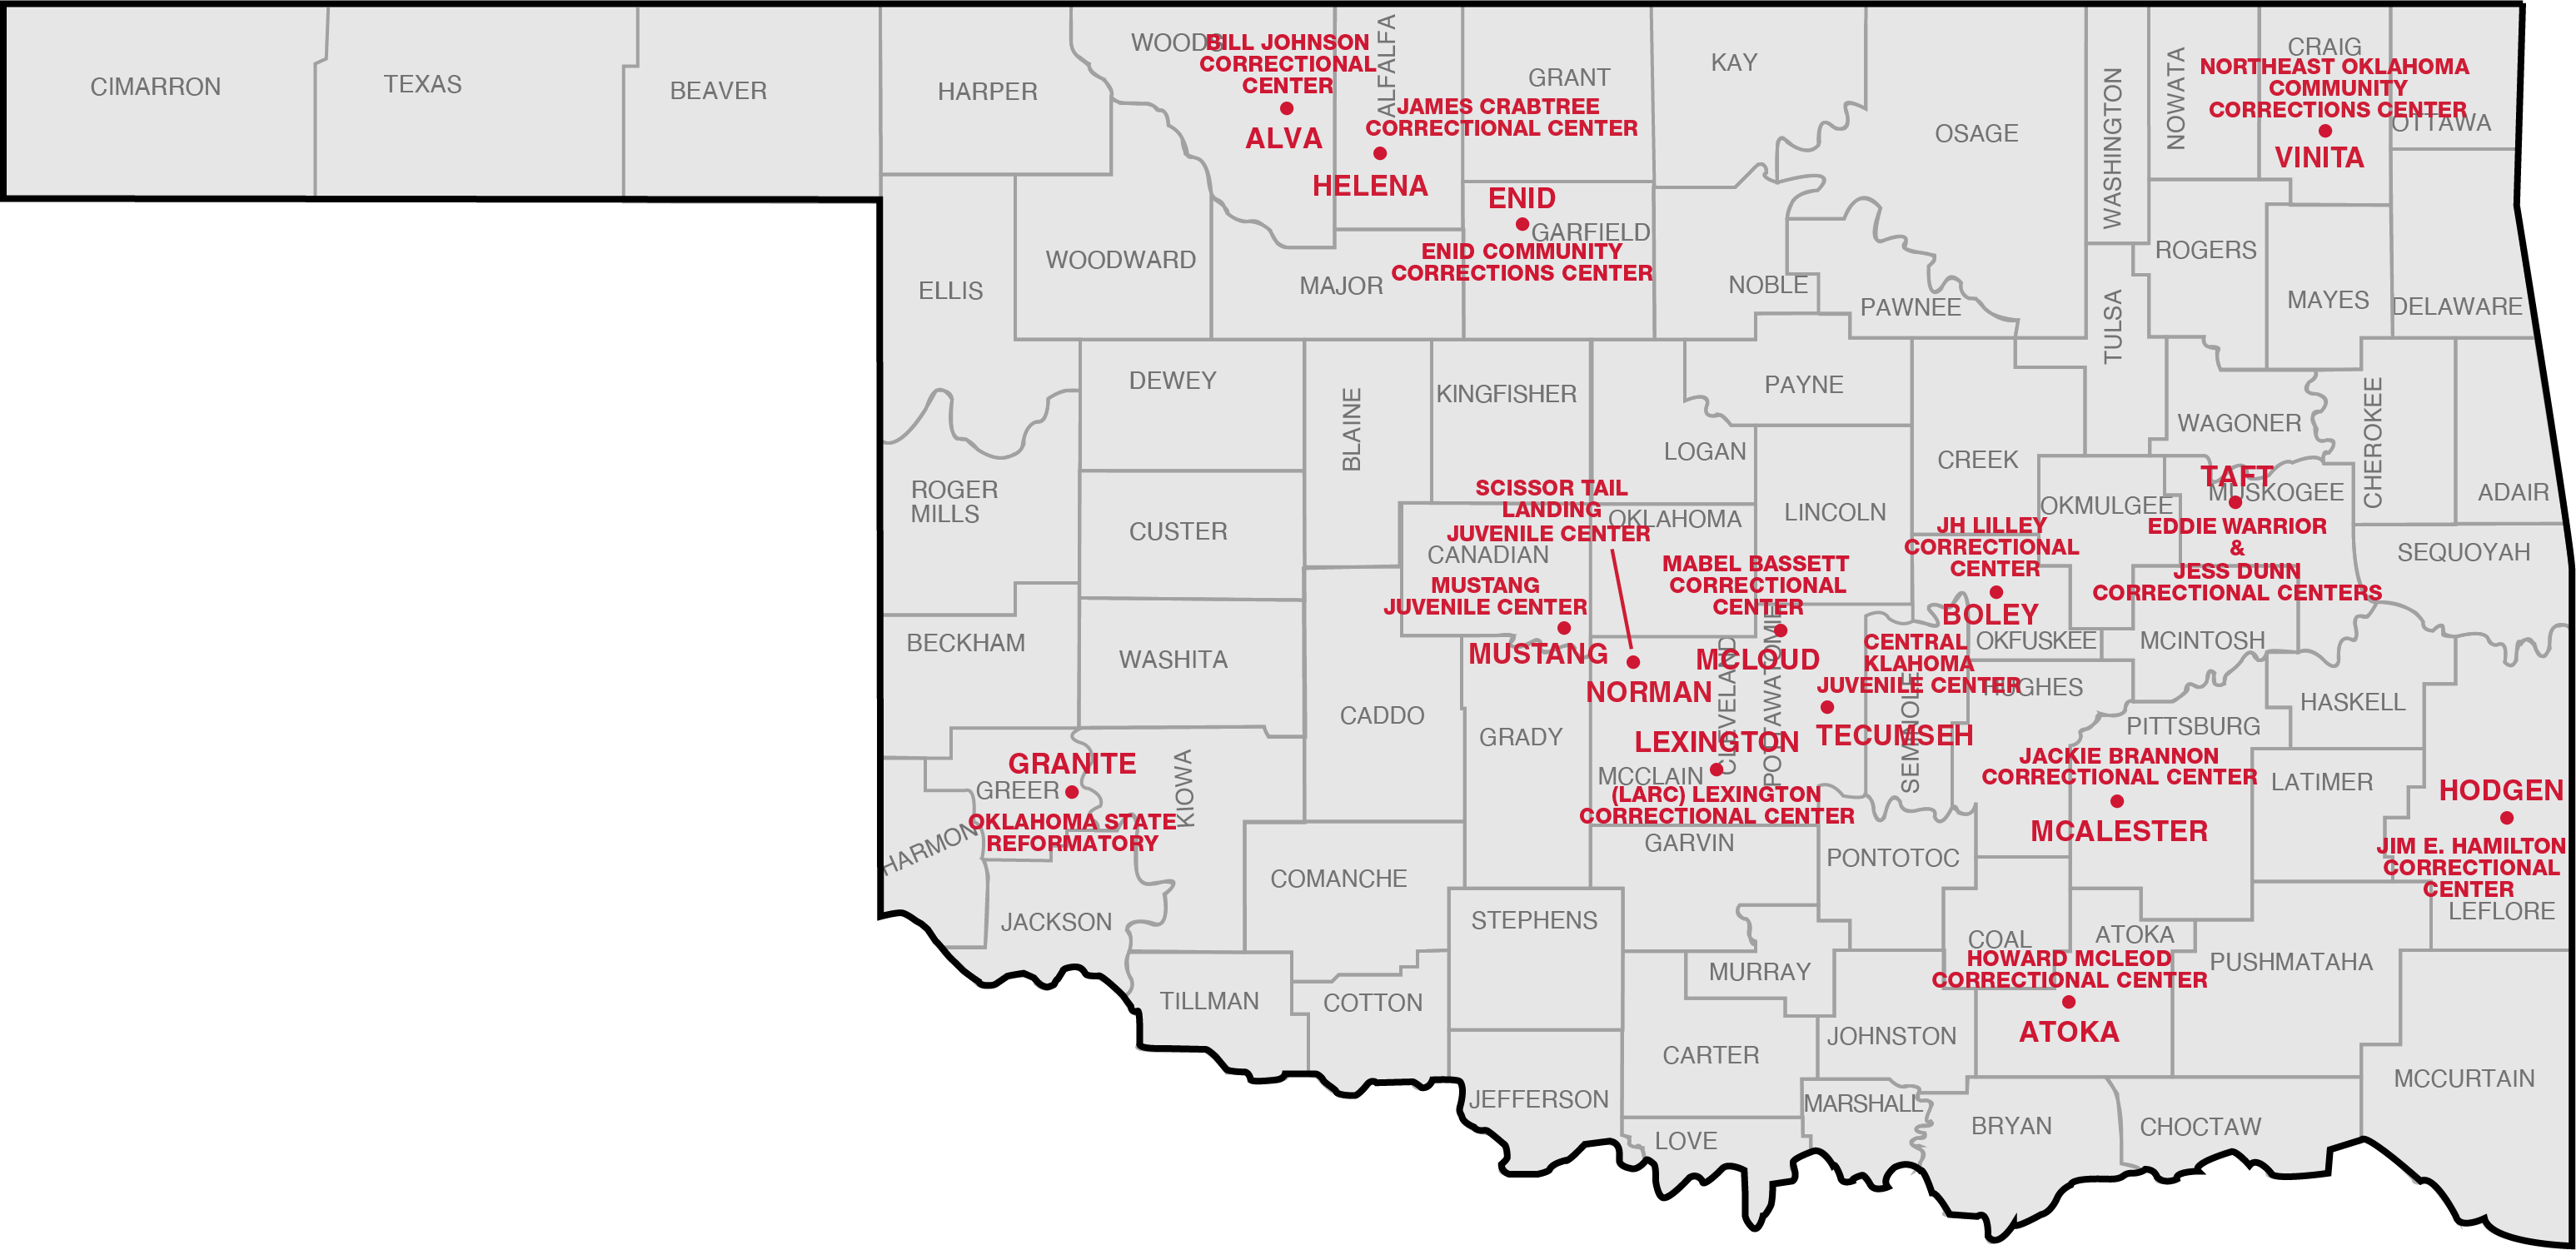 CIMARRON
TEXAS
BEAVER
HARPER
WOODS
BILL JOHNSON
CORRECTIONAL
CENTER
ALVA
ALFALFA
JAMES CRABTREE
CORRECTIONAL CENTER
HELENA
GRANT
KAY
OSAGE
WASHINGTON
NOWATA
CRAIG
NORTHEAST OKLAHOMA
COMMUNITY
CORRECTIONS CENTER
VINITA
OTTAWA
ENID
GARFIELD
ENID COMMUNITY
CORRECTIONS CENTER
ELLIS
WOODWARD
MAJOR
NOBLE
PAWNEE
TULSA
ROGERS
MAYES
DELAWARE
DEWEY
BLAINE
KINGFISHER
LOGAN
PAYNE
CREEK
WAGONER
CHEROKEE
ADAIR
ROGER
MILLS
CUSTER
SCISSOR TAIL
LANDING
JUVENILE CENTER
CANADIAN
OKLAHOMA
LINCOLN
OKMULGEE
TAFT
MUSKOGEE
EDDIE WARRIOR
&
JESS DUNN
CORRECTIONAL CENTERS
SEQUOYAH
JH LILLEY
CORRECTIONAL
CENTER
BOLEY
OKFUSKEE
MCINTOSH
MUSTANG
JUVENILE CENTER
MUSTANG
MABEL BASSETT
CORRECTIONAL
CENTER
MCLOUD
NORMAN
CLEVELAND
POTTAWATOMIE
CENTRAL
KLAHOMA
JUVENILE CENTER
TECUMSEH
SEMINOLE
HUGHES
BECKHAM
WASHITA
CADDO
GRADY
LEXINGTON
MCCLAIN
(LARC) LEXINGTON
CORRECTIONAL CENTER
PITTSBURG
JACKIE BRANNON
CORRECTIONAL CENTER
MCALESTER
HASKELL
LATIMER
HODGEN
JIM E. HAMILTON
CORRECTIONAL
CENTER
LEFLORE
GRANITE
GREER
OKLAHOMA STATE
REFORMATORY
KIOWA
HARMON
JACKSON
COMANCHE
STEPHENS
GARVIN
PONTOTOC
COAL
ATOKA
HOWARD MCLEOD
CORRECTIONAL CENTER
ATOKA
PUSHMATAHA
TILLMAN
COTTON
MURRAY
CARTER
JOHNSTON
JEFFERSON
LOVE
MARSHALL
BRYAN
CHOCTAW
MCCURTAIN